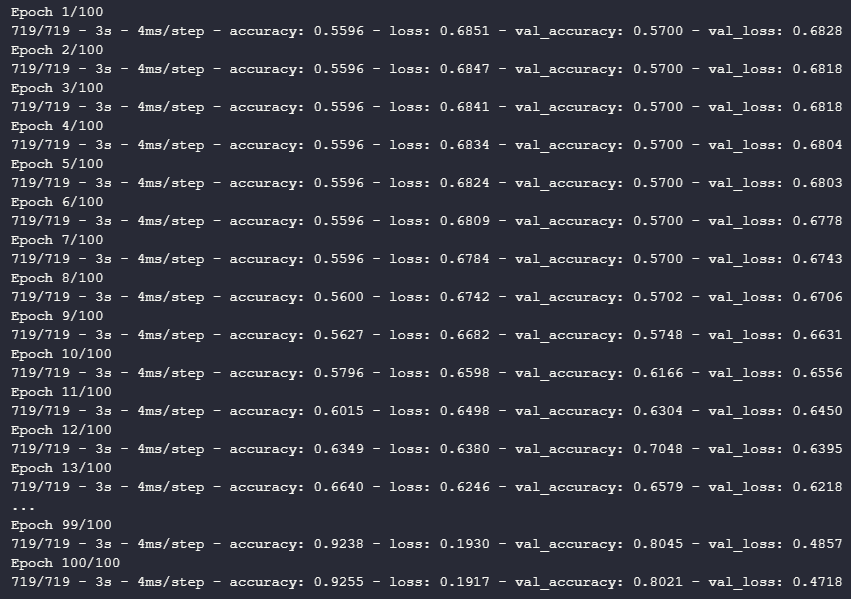 Epoch 1/100
719/719 - 3s - 4ms/step - accuracy: 0.5596 - loss: 0.6851 - val_accuracy: 0.5700 - val_loss: 0.6828
Epoch 2/100
719/719 - 3s - 4ms/step - accuracy: 0.5596 - loss: 0.6847 - val_accuracy: 0.5700 - val_loss: 0.6818
Epoch 3/100
719/719 - 3s - 4ms/step - accuracy: 0.5596 - loss: 0.6841 - val_accuracy: 0.5700 - val_loss: 0.6818
Epoch 4/100
719/719 - 3s - 4ms/step - accuracy: 0.5596 - loss: 0.6834 - val_accuracy: 0.5700 - val_loss: 0.6804
Epoch 5/100
719/719 - 3s - 4ms/step - accuracy: 0.5596 - loss: 0.6824 - val_accuracy: 0.5700 - val_loss: 0.6803
Epoch 6/100
719/719 - 3s - 4ms/step - accuracy: 0.5596 - loss: 0.6809 - val_accuracy: 0.5700 - val_loss: 0.6778
Epoch 7/100
719/719 - 3s - 4ms/step - accuracy: 0.5596 - loss: 0.6784 - val_accuracy: 0.5700 - val_loss: 0.6743
Epoch 8/100
719/719 - 3s - 4ms/step - accuracy: 0.5600 - loss: 0.6742 - val_accuracy: 0.5702 - val_loss: 0.6706
Epoch 9/100
719/719 - 3s - 4ms/step - accuracy: 0.5627 - loss: 0.6682 - val_accuracy: 0.5748 - val_loss: 0.6631
Epoch 10/100
719/719 - 3s - 4ms/step - accuracy: 0.5796 - loss: 0.6598 - val_accuracy: 0.6166 - val_loss: 0.6556
Epoch 11/100
719/719 - 3s - 4ms/step - accuracy: 0.6015 - loss: 0.6498 - val_accuracy: 0.6304 - val_loss: 0.6450
Epoch 12/100
719/719 - 3s - 4ms/step - accuracy: 0.6349 - loss: 0.6380 - val_accuracy: 0.7048 - val_loss: 0.6395
Epoch 13/100
719/719 - 3s - 4ms/step - accuracy: 0.6640 - loss: 0.6246 - val_accuracy: 0.6579 - val_loss: 0.6218
...
Epoch 99/100
719/719 - 3s - 4ms/step - accuracy: 0.9238 - loss: 0.1930 - val_accuracy: 0.8045 - val_loss: 0.4857
Epoch 100/100
719/719 - 3s - 4ms/step - accuracy: 0.9255 - loss: 0.1917 - val_accuracy: 0.8021 - val_loss: 0.4718